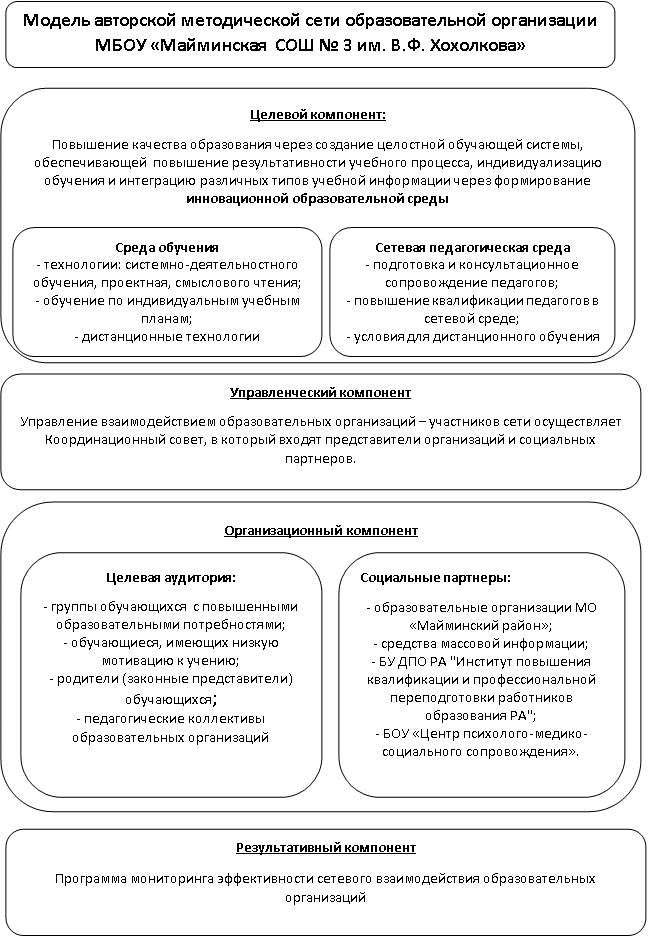 Модель авторской методической сети образовательной организации
МБОУ «Майминская СОШ № 3 им. В.Ф. Хохолкова»
Целевой компонент:
Повышение качества образования через создание целостной обучающей системы,
обеспечивающей повышение результативности учебного процесса, индивидуализацию
обучения и интеграцию различных типов учебной информации через формирование
инновационной образовательной среды
Среда обучения
- технологии: системно-деятельностного
обучения, проектная, смыслового чтения;
- обучение по индивидуальным учебным
планам;
- дистанционные технологии
Сетевая педагогическая среда
- подготовка и консультационное
сопровождение педагогов;
- повышение квалификации педагогов в
сетевой среде;
- условия для дистанционного обучения
Управленческий компонент
Управление взаимодействием образовательных организаций – участников сети осуществляет
Координационный совет, в который входят представители организаций и социальных
партнеров.
Организационный компонент
Целевая аудитория:
- группы обучающихся с повышенными
образовательными потребностями;
- обучающиеся, имеющих низкую
мотивацию к учению;
- родители (законные представители)
обучающихся;
- педагогические коллективы
образовательных организаций
Социальные партнеры:
- образовательные организации МО
«Майминский район»;
- средства массовой информации;
- БУ ДПО РА "Институт повышения
квалификации и профессиональной
переподготовки работников
образования РА";
- БОУ «Центр психолого-медико-
социального сопровождения».
Результативный компонент
Программа мониторинга эффективности сетевого взаимодействия образовательных
организаций